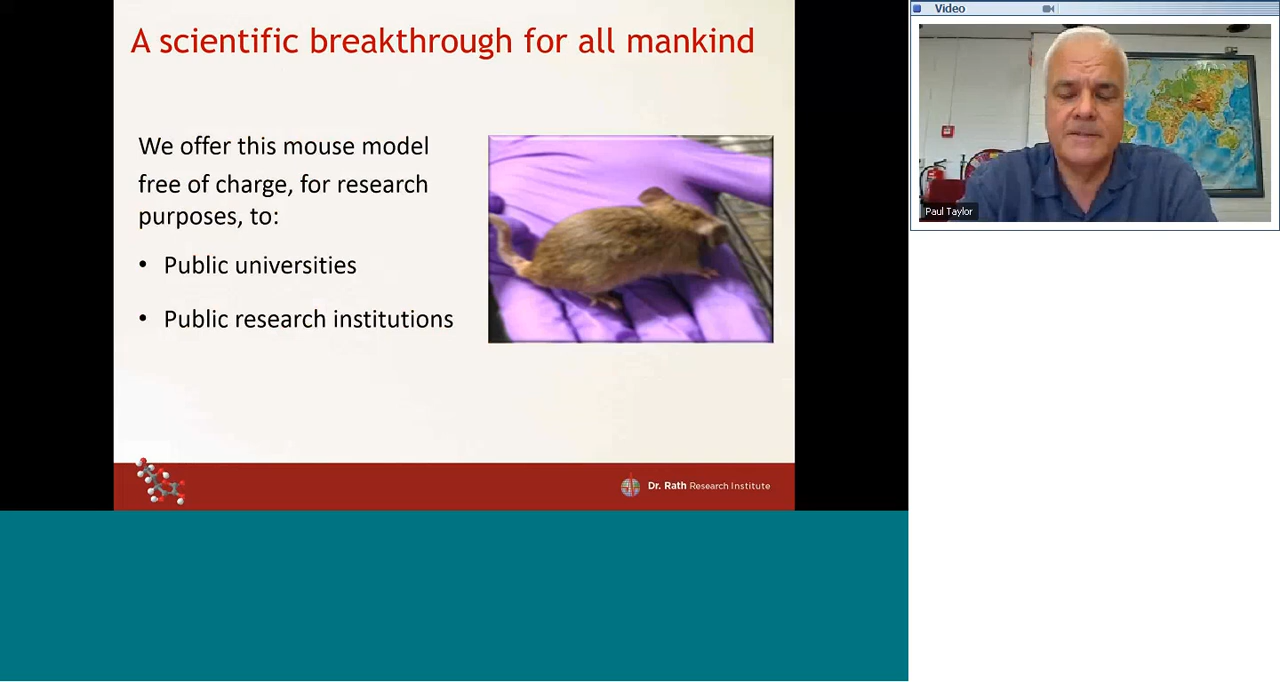 A scientific breakthrough for all mankind
We offer this mouse model
free of charge, for research
purposes, to:
• Public universities
• Public research institutions
Dr. Rath Research Institute
Video
Paul Taylor